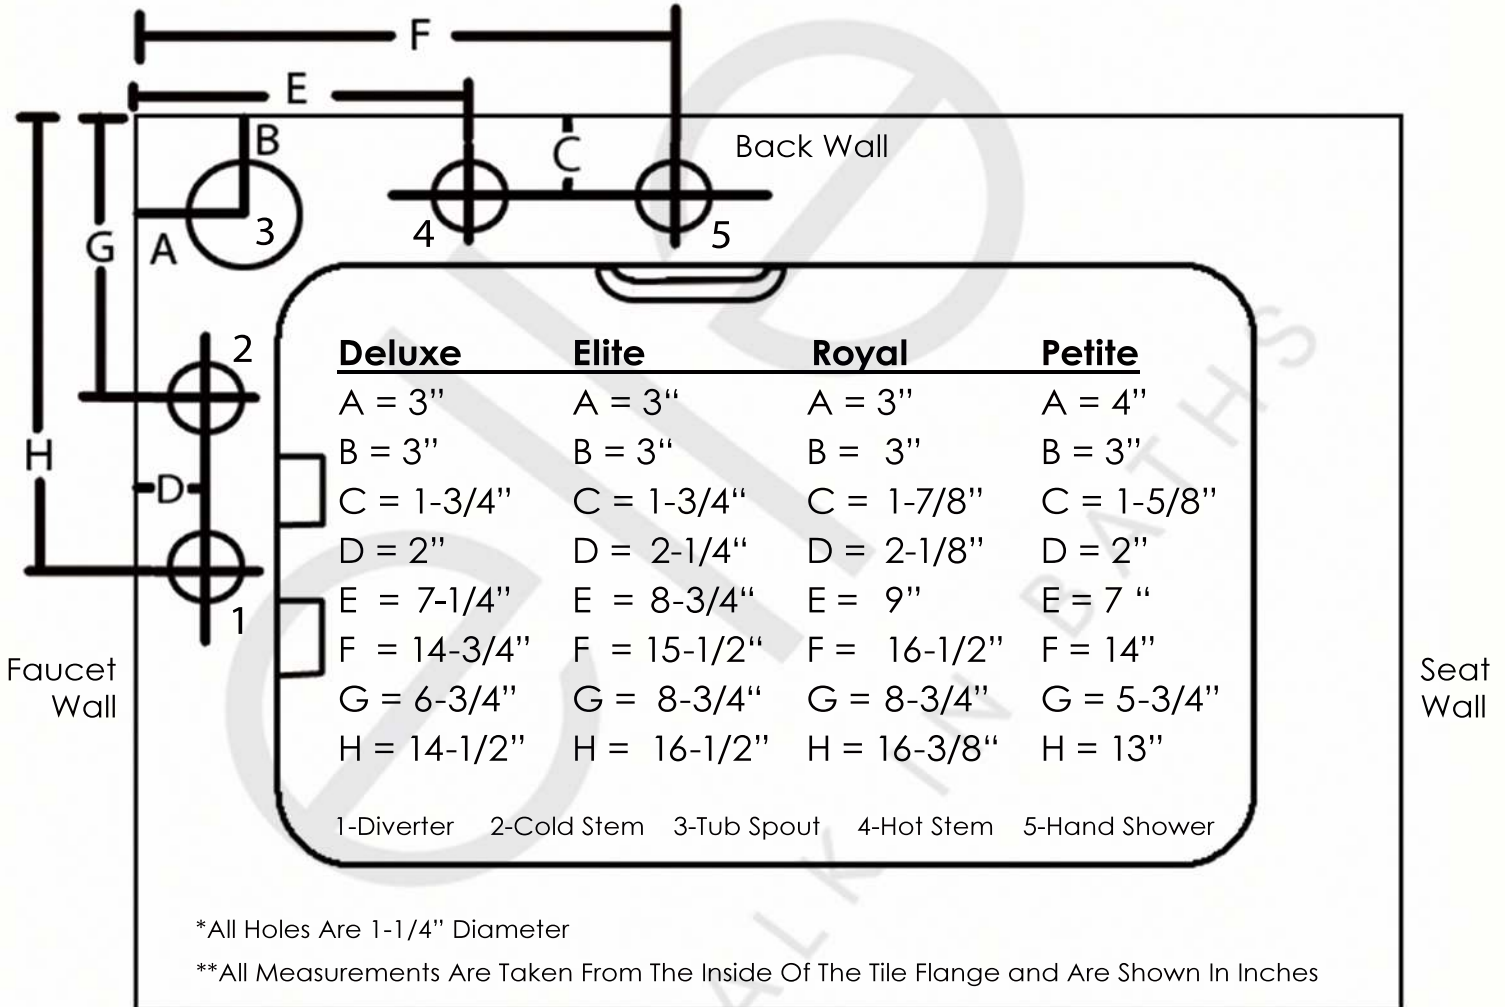 F
E
B
C
Back Wall
3
4
5
G
A
2
H
D
1
Deluxe Elite Royal Petite
A = 3” A = 3“ A = 3” A = 4”
B = 3” B = 3“ B = 3” B = 3”
C = 1-3/4” C = 1-3/4“ C = 1-7/8” C = 1-5/8”
D = 2” D = 2-1/4“ D = 2-1/8” D = 2”
E = 7-1/4” E = 8-3/4“ E = 9” E = 7 “
F = 14-3/4” F = 15-1/2“ F = 16-1/2” F = 14”
G = 6-3/4” G = 8-3/4“ G = 8-3/4” G = 5-3/4”
H = 14-1/2” H = 16-1/2” H = 16-3/8“ H = 13”
Faucet
Wall
Seat
Wall
1-Diverter 2-Cold Stem 3-Tub Spout 4-Hot Stem 5-Hand Shower
*All Holes Are 1-1/4” Diameter
**All Measurements Are Taken From The Inside Of The Tile Flange and Are Shown In Inches
ALK IN BATHS